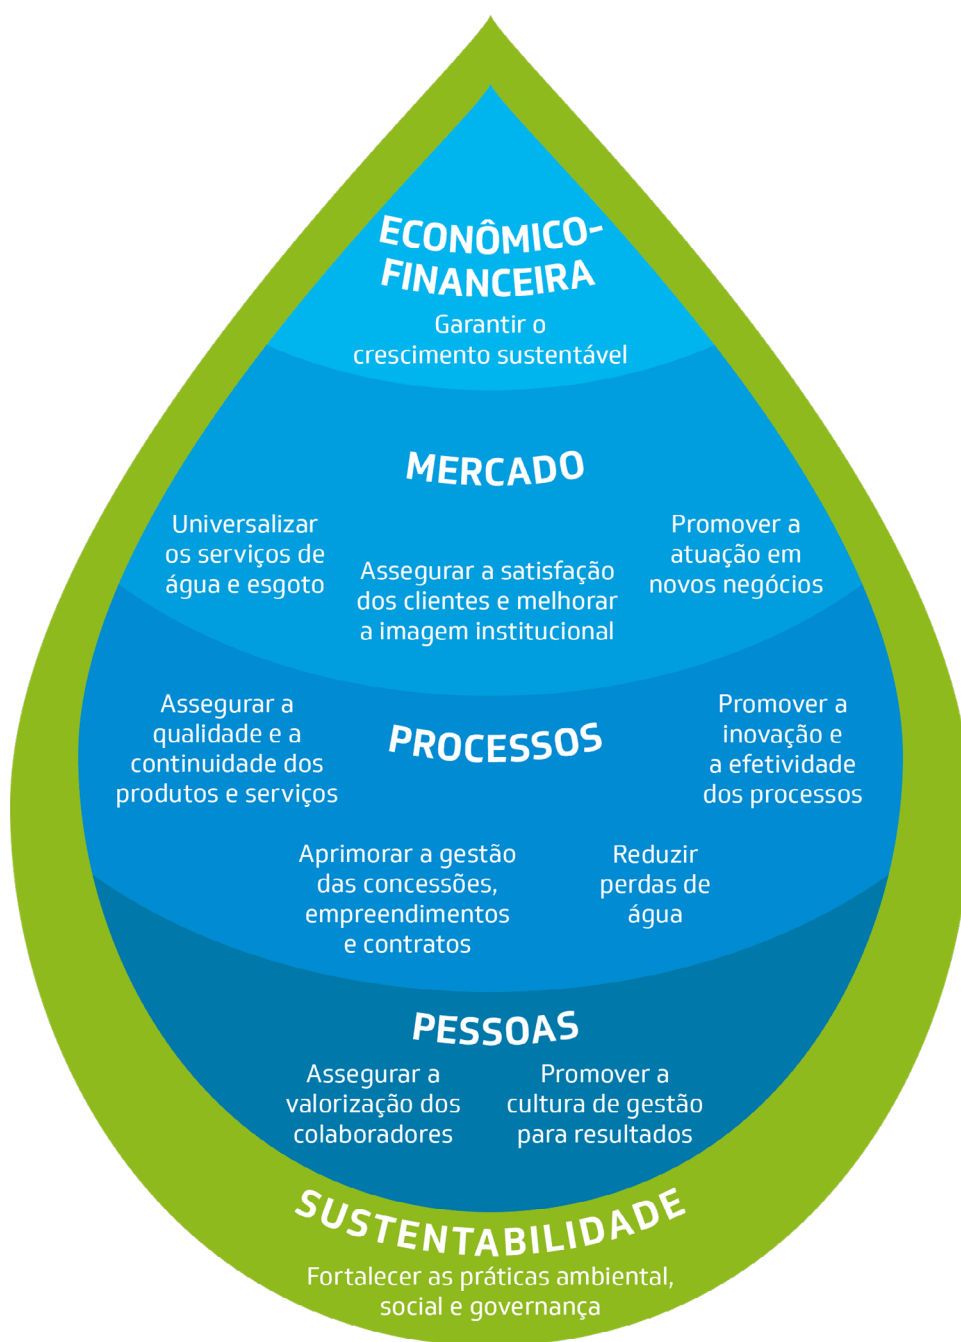 ECONÔMICO-
FINANCEIRA
Garantir o
crescimento sustentável
MERCADO
Universalizar
os serviços de
água e esgoto
Assegurar a satisfação
dos clientes e melhorar
a imagem institucional
Promover a
atuação em
novos negócios
PROCESSOS
Assegurar a
qualidade e a
continuidade dos
produtos e serviços
Promover a
inovação e
a efetividade
dos processos
Aprimorar a gestão
das concessões,
empreendimentos
e contratos
Reduzir
perdas de
água
PESSOAS
Assegurar a
valorização dos
colaboradores
Promover a
cultura de gestão
para resultados
SUSTENTABILIDADE
Fortalecer as práticas ambiental,
social e governança